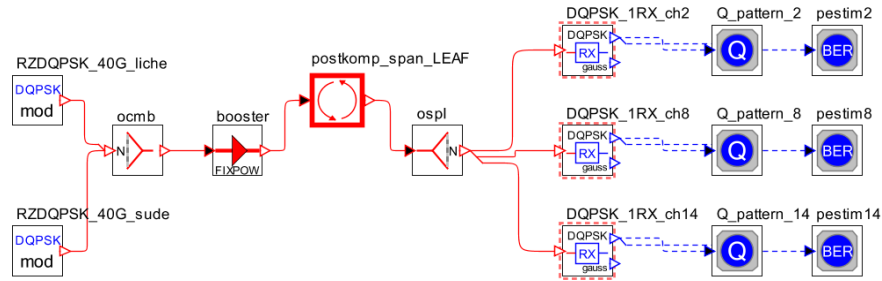 DQPSK_1RX_ch2 Q_pattern_2 pestim2
DQPSK
RX
gauss
Q
BER
RZDQPSK_40G_liche
DQPSK
mod
postkomp_span_LEAF
ocmb
N
booster
FIXPOW
ospl
N
DQPSK_1RX_ch8 Q_pattern_8 pestim8
DQPSK
RX
gauss
Q
BER
RZDQPSK_40G_sude
DQPSK
mod
DQPSK_1RX_ch14 Q_pattern_14 pestim14
DQPSK
RX
gauss
Q
BER